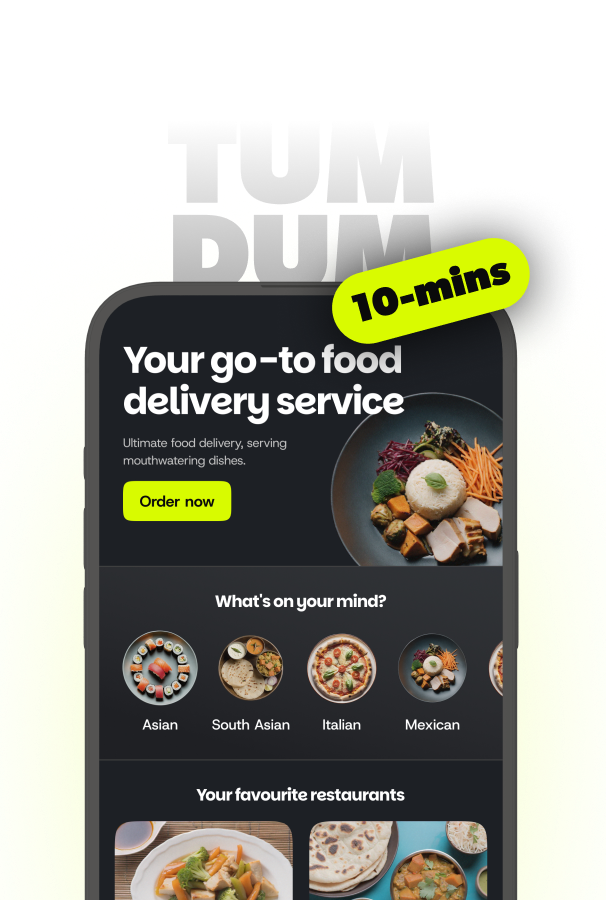 TUM
DUM
10-mins
Your go-to food
delivery service
Ultimate food delivery, serving
mouthwatering dishes.
Order now
What's on your mind?
Asian
South Asian
Italian
Mexican
Your favourite restaurants